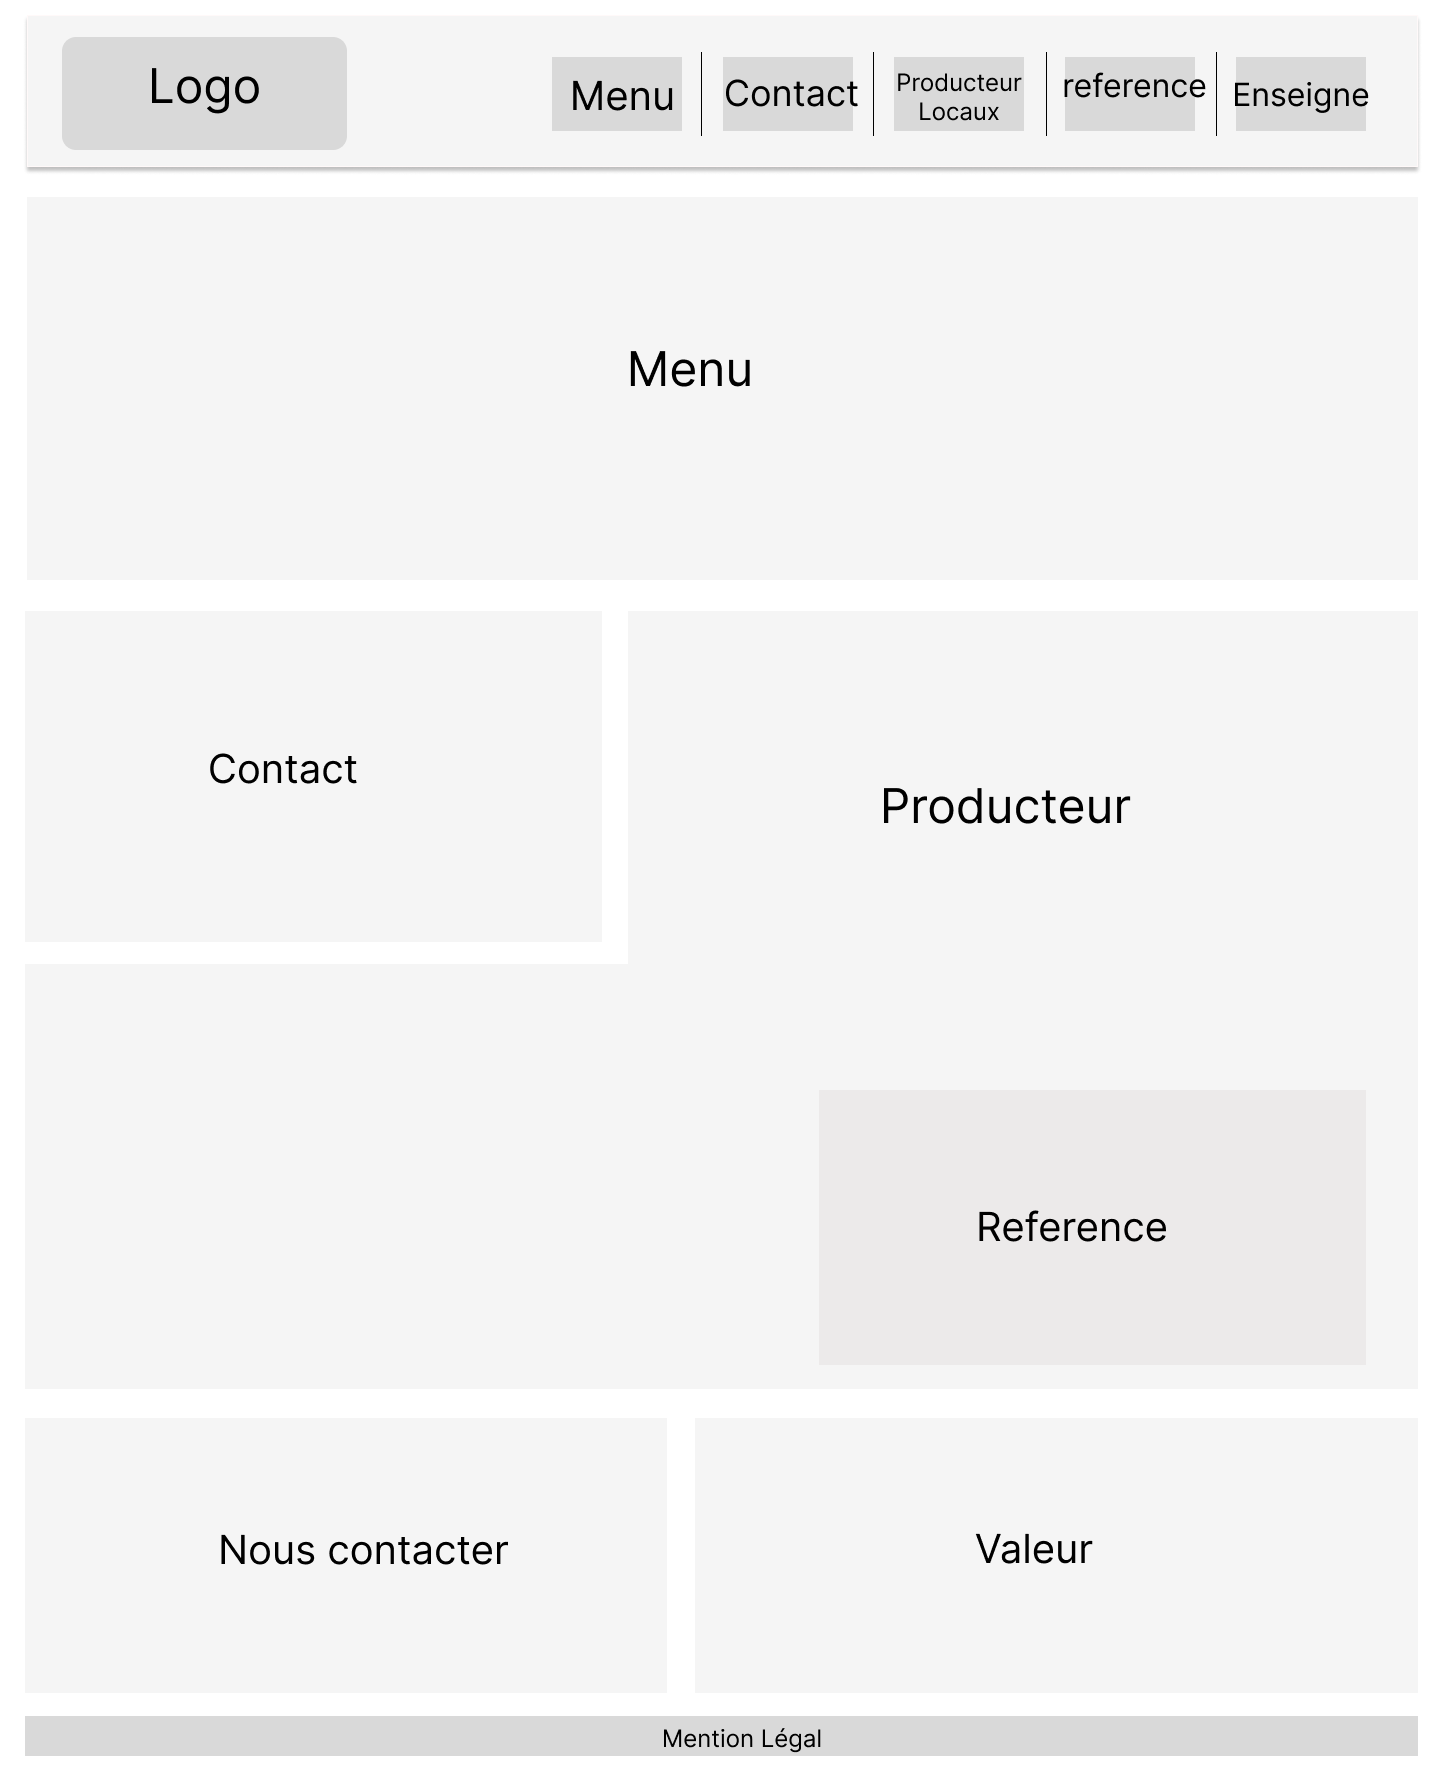 Logo
Menu
Contact
Producteur
Locaux
reference
Enseigne
Menu
Contact
Producteur
Reference
Nous contacter
Valeur
Mention Légal